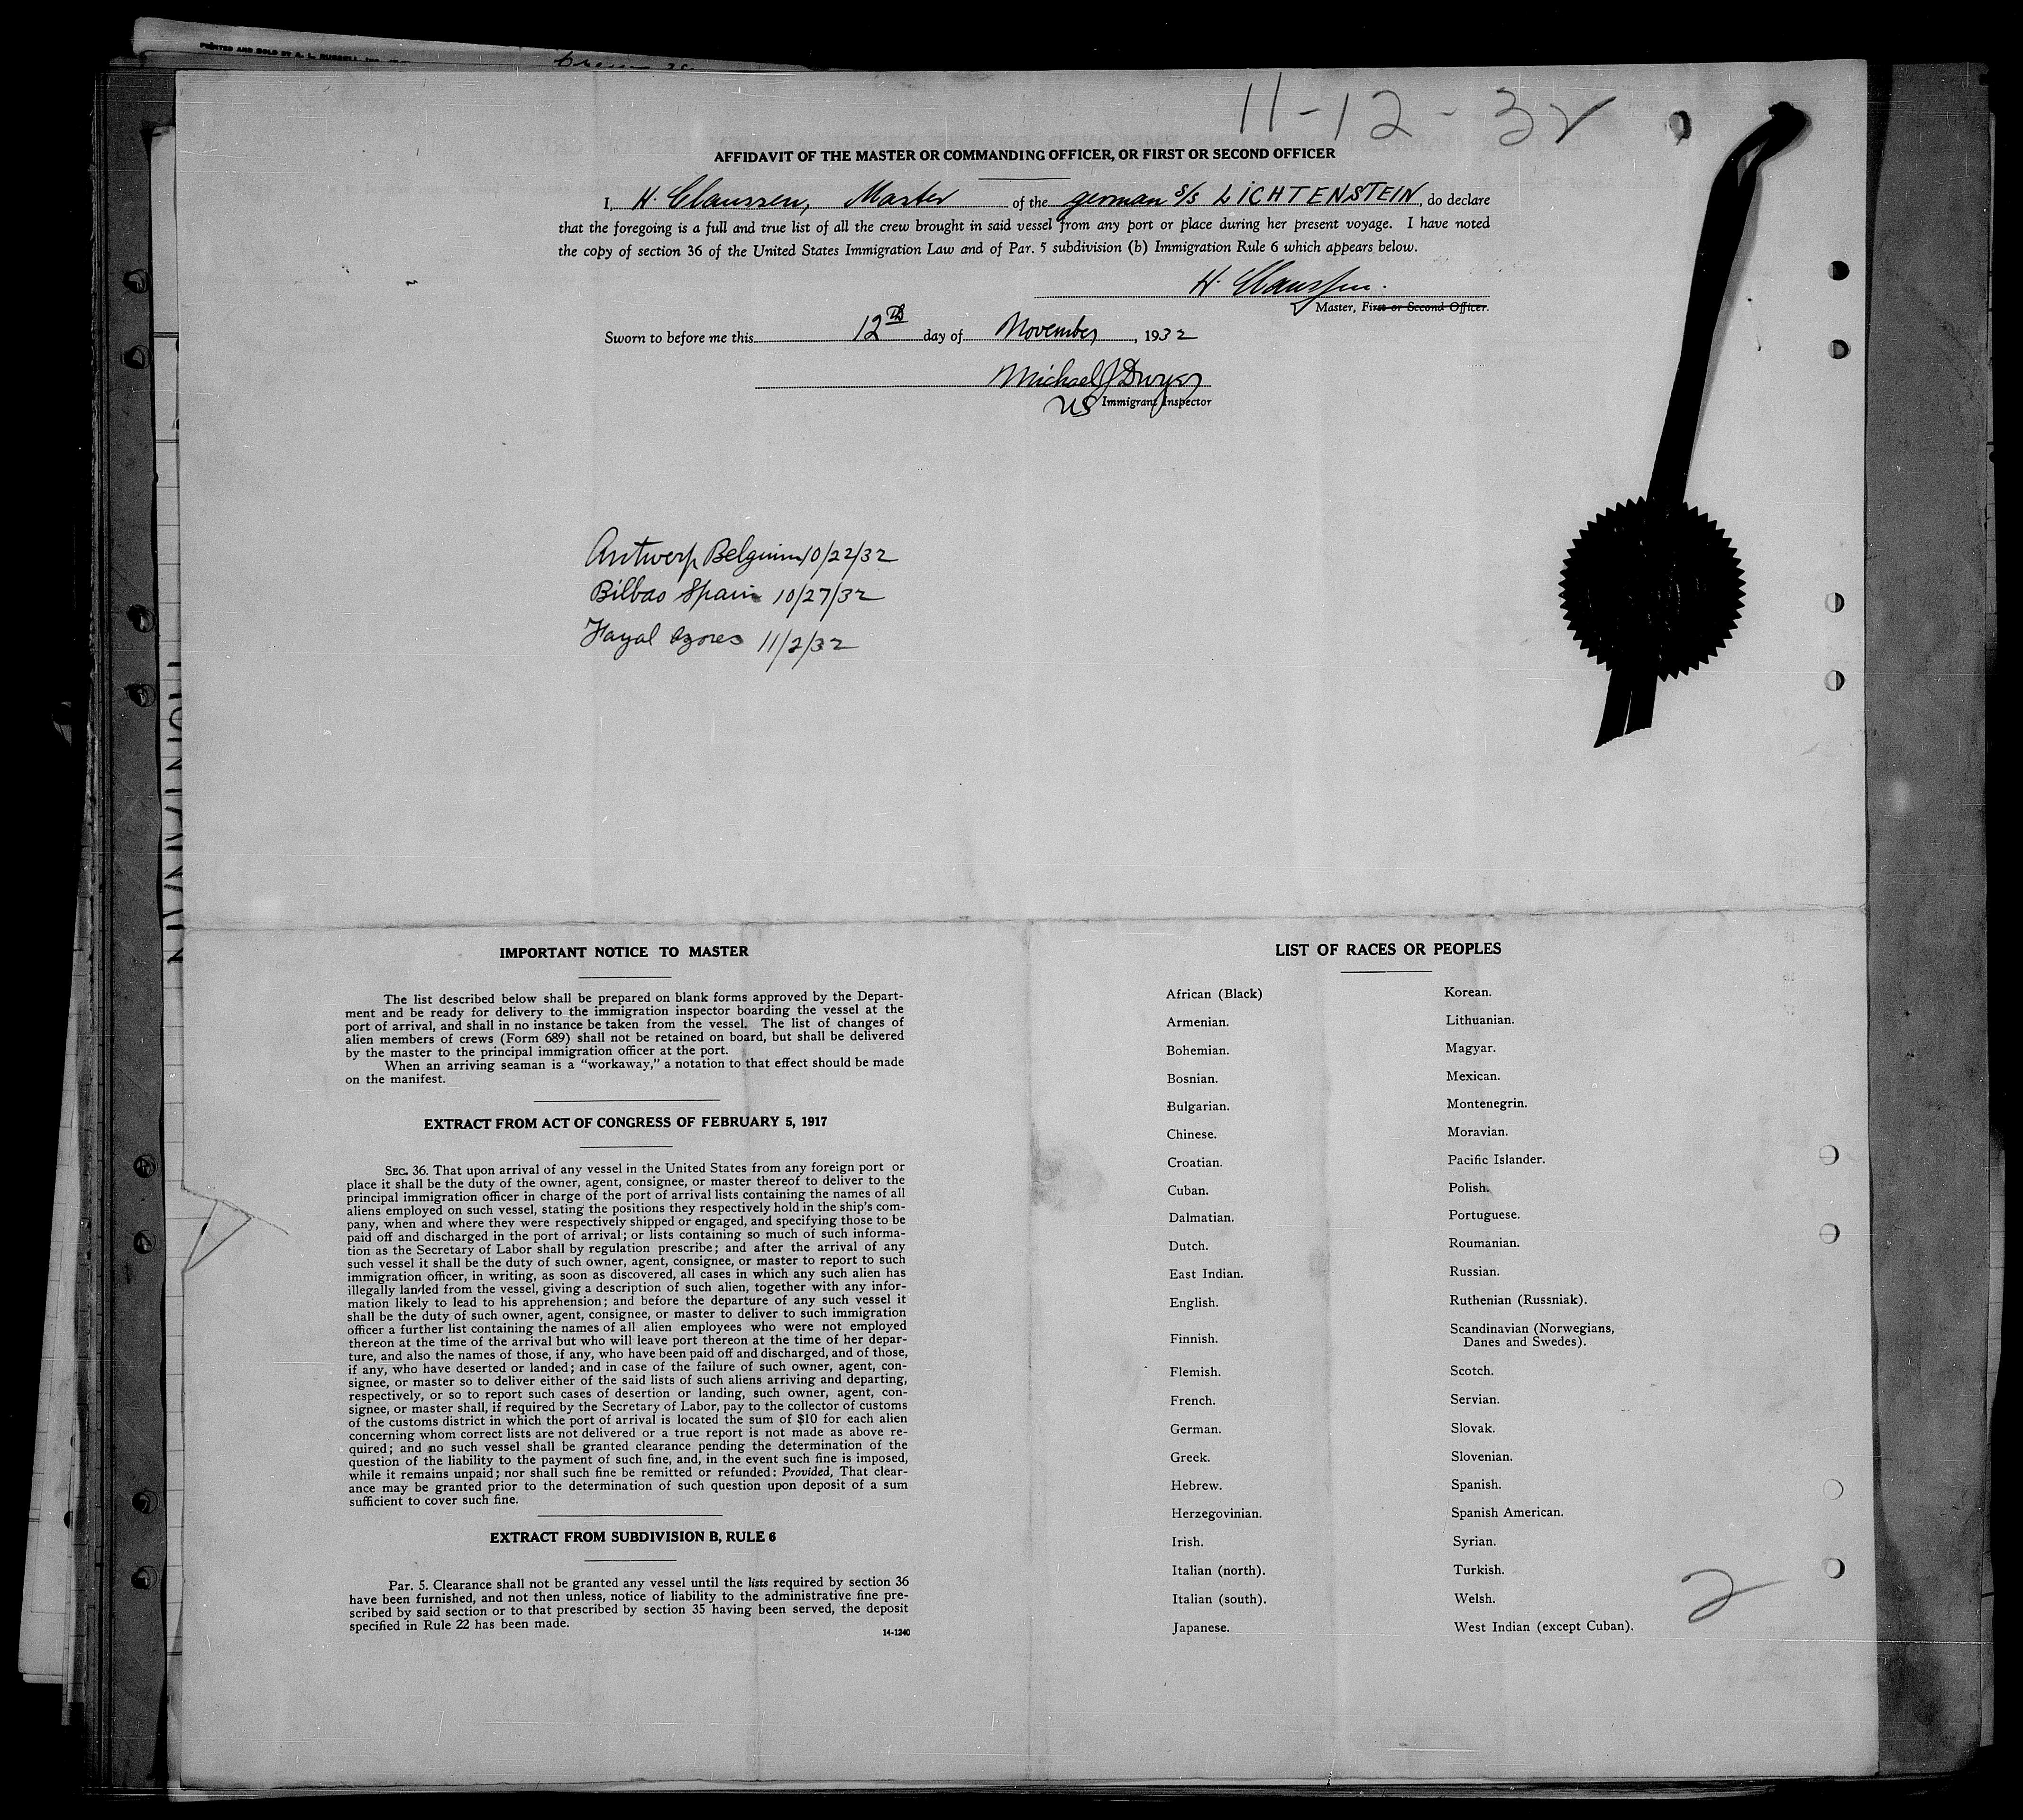 PRINTED AND SOLD BY A. L. RUSSELL, INC.
11-12-32
AFFIDAVIT OF THE MASTER OR COMMANDING OFFICER, OR FIRST OR SECOND OFFICER
I, H. Claussen, Master of the german s/s LICHTENSTEIN, do declare
that the foregoing is a full and true list of all the crew brought in said vessel from any port or place during her present voyage. I have noted
the copy of section 36 of the United States Immigration Law and of Par. 5 subdivision (b) Immigration Rule 6 which appears below.
H. Claussen.
Master, First or Second Officer.
Sworn to before me this 12th day of November, 1932
Michael J Dwyer
US Immigrant Inspector
Antwerp Belgium 10/22/32
Bilbao Spain 10/27/32
Fayal Azores 11/2/32
IMPORTANT NOTICE TO MASTER
The list described below shall be prepared on blank forms approved by the Depart-
ment and be ready for delivery to the immigration inspector boarding the vessel at the
port of arrival, and shall in no instance be taken from the vessel. The list of changes of
alien members of crews (Form 689) shall not be retained on board, but shall be delivered
by the master to the principal immigration officer at the port.
When an arriving seaman is a "workaway," a notation to that effect should be made
on the manifest.
EXTRACT FROM ACT OF CONGRESS OF FEBRUARY 5, 1917
SEC. 36. That upon arrival of any vessel in the United States from any foreign port or
place it shall be the duty of the owner, agent, consignee, or master thereof to deliver to the
principal immigration officer in charge of the port of arrival lists containing the names of all
aliens employed on such vessel, stating the positions they respectively hold in the ship's com-
pany, when and where they were respectively shipped or engaged, and specifying those to be
paid off and discharged in the port of arrival; or lists containing so much of such informa-
tion as the Secretary of Labor shall by regulation prescribe; and after the arrival of any
such vessel it shall be the duty of such owner, agent, consignee, or master to report to such
immigration officer, in writing, as soon as discovered, all cases in which any such alien has
illegally landed from the vessel, giving a description of such alien, together with any infor-
mation likely to lead to his apprehension; and before the departure of any such vessel it
shall be the duty of such owner, agent, consignee, or master to deliver to such immigration
officer a further list containing the names of all alien employees who were not employed
thereon at the time of the arrival but who will leave port thereon at the time of her depar-
ture, and also the names of those, if any, who have been paid off and discharged, and of those,
if any, who have deserted or landed; and in case of the failure of such owner, agent, con-
signee, or master so to deliver either of the said lists of such aliens arriving and departing,
respectively, or so to report such cases of desertion or landing, such owner, agent, con-
signee, or master shall, if required by the Secretary of Labor, pay to the collector of customs
of the customs district in which the port of arrival is located the sum of $10 for each alien
concerning whom correct lists are not delivered or a true report is not made as above re-
quired; and no such vessel shall be granted clearance pending the determination of the
question of the liability to the payment of such fine, and, in the event such fine is imposed,
while it remains unpaid; nor shall such fine be remitted or refunded: Provided, That clear-
ance may be granted prior to the determination of such question upon deposit of a sum
sufficient to cover such fine.
EXTRACT FROM SUBDIVISION B, RULE 6
Par. 5. Clearance shall not be granted any vessel until the lists required by section 36
have been furnished, and not then unless, notice of liability to the administrative fine pre-
scribed by said section or to that prescribed by section 35 having been served, the deposit
specified in Rule 22 has been made.
14-1240
LIST OF RACES OR PEOPLES
African (Black)
Armenian.
Bohemian.
Bosnian.
Bulgarian.
Chinese.
Croatian.
Cuban.
Dalmatian.
Dutch.
East Indian.
English.
Finnish.
Flemish.
French.
German.
Greek.
Hebrew.
Herzegovinian.
Irish.
Italian (north).
Italian (south).
Japanese.
Korean.
Lithuanian.
Magyar.
Mexican.
Montenegrin.
Moravian.
Pacific Islander.
Polish.
Portuguese.
Roumanian.
Russian.
Ruthenian (Russniak).
Scandinavian (Norwegians,
Danes and Swedes).
Scotch.
Servian.
Slovak.
Slovenian.
Spanish.
Spanish American.
Syrian.
Turkish.
Welsh.
West Indian (except Cuban).
2